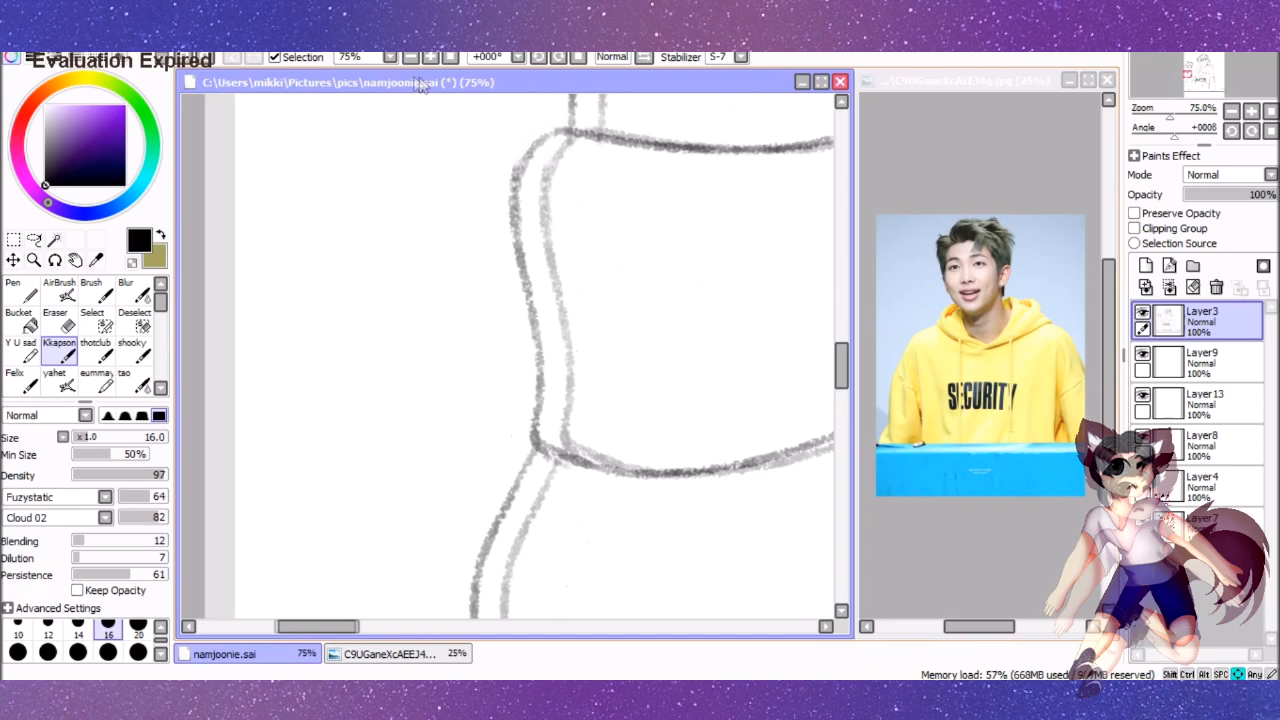 Evaluation Expired
Selection 75% +000° Normal Stabilizer S-7
C:\Users\mikki\Pictures\pics\namjoonie.sai (*) (75%)
...\C9UGaneXcAEEJ4g.jpg (25%)
Zoom 75.0%
Angle +0006
Paints Effect
Mode Normal
Opacity 100%
Preserve Opacity
Clipping Group
Selection Source
Layer3
Normal
100%
Layer9
Normal
100%
Layer13
Normal
100%
Layer8
Normal
100%
Layer4
Normal
100%
Layer7
Pen AirBrush Brush Blur
Bucket Eraser Select Deselect
Y U sad Kkapson thotclub shooky
Felix yahet eummay tao
Normal
Size x 1.0 16.0
Min Size 50%
Density 97
Fuzystatic 64
Cloud 02 82
Blending 12
Dilution 7
Persistence 61
Keep Opacity
Advanced Settings
10 12 14 16 20
SECURITY
namjoonie.sai 75%
C9UGaneXcAEEJ4... 25%
Memory load: 57% (668MB used / reserved)
Shift Ctrl Alt SPC Any